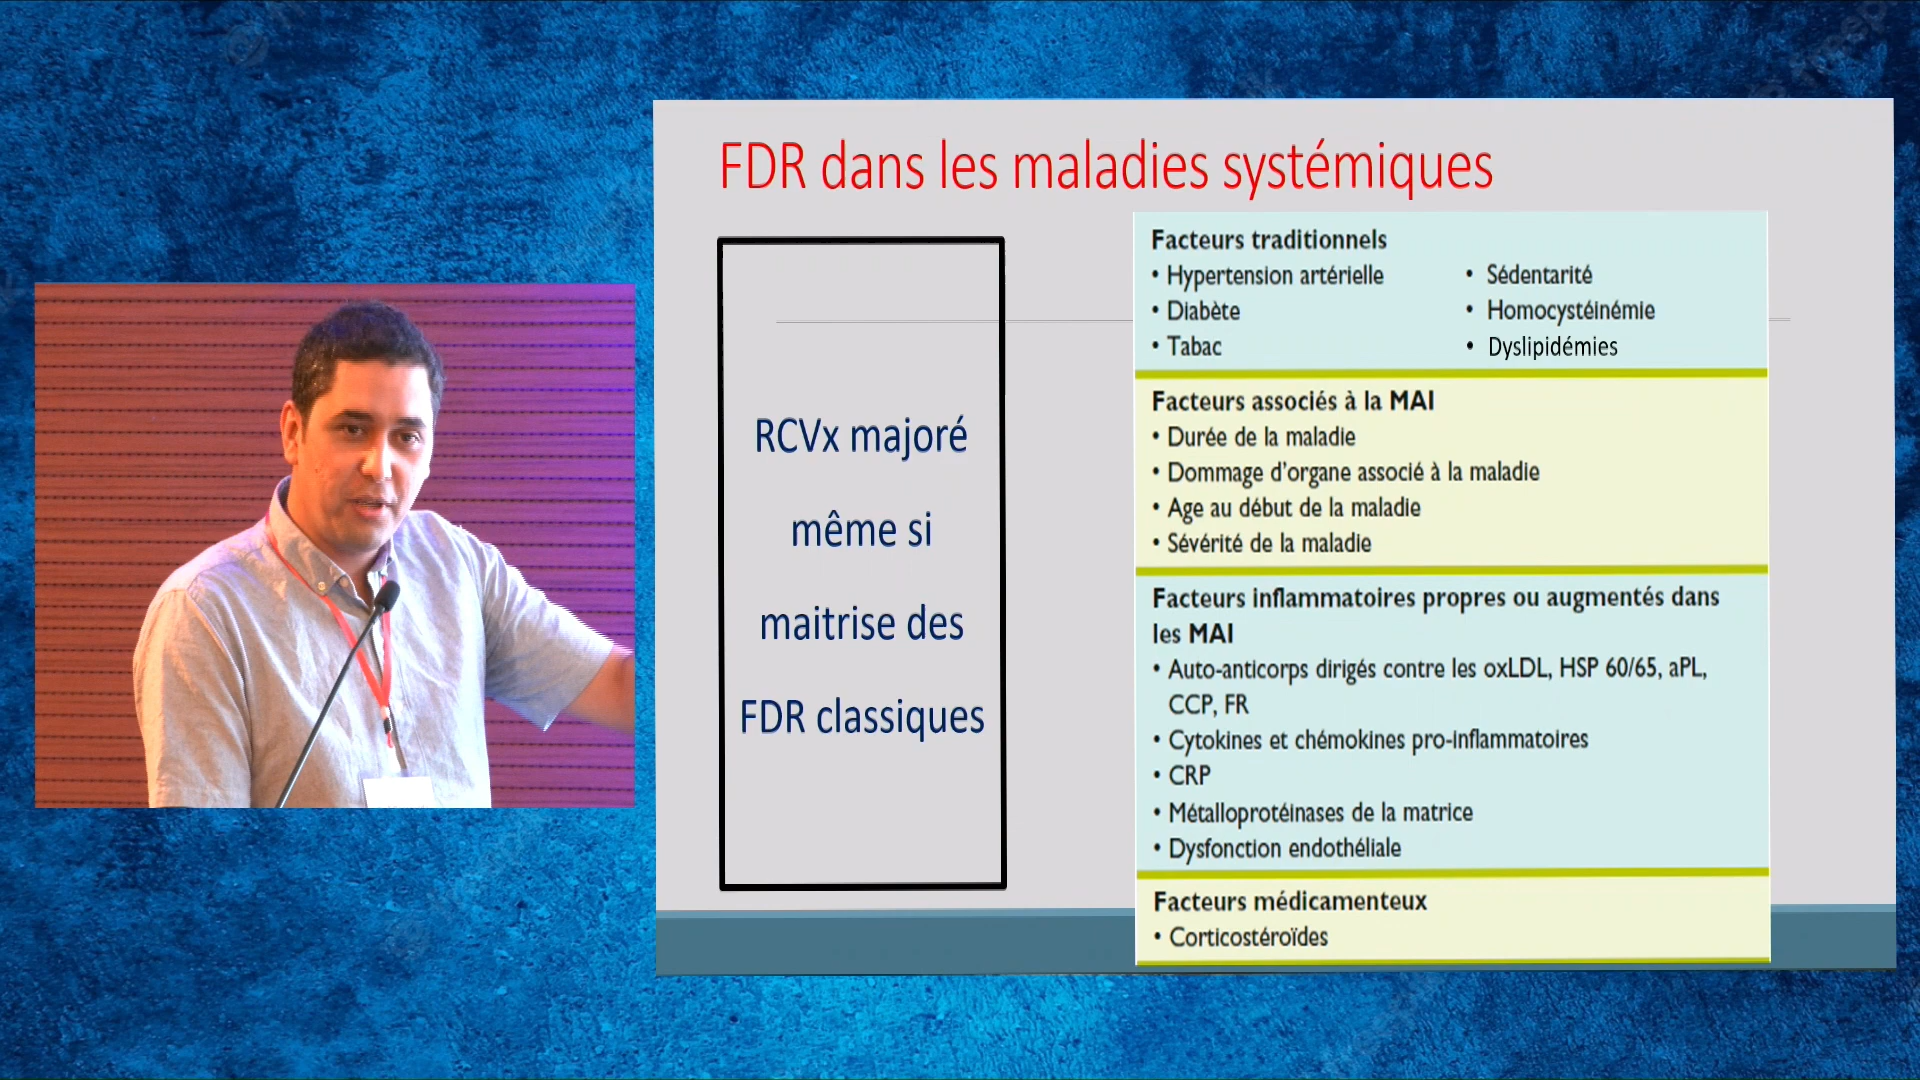 FDR dans les maladies systémiques
RCVx majoré
même si
maitrise des
FDR classiques
Facteurs traditionnels
• Hypertension artérielle
• Diabète
• Tabac
• Sédentarité
• Homocystéinémie
• Dyslipidémies
Facteurs associés à la MAI
• Durée de la maladie
• Dommage d'organe associé à la maladie
• Age au début de la maladie
• Sévérité de la maladie
Facteurs inflammatoires propres ou augmentés dans
les MAI
• Auto-anticorps dirigés contre les oxLDL, HSP 60/65, aPL,
CCP, FR
• Cytokines et chémokines pro-inflammatoires
• CRP
• Métalloprotéinases de la matrice
• Dysfonction endothéliale
Facteurs médicamenteux
• Corticostéroïdes